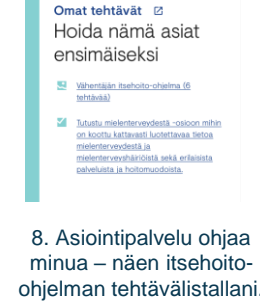 Omat tehtävät
Hoida nämä asiat
ensimäiseksi
Vähentäjän itsehoito-ohjelma (6
tehtävää)
Tutustu mielenterveydestä -osioon mihin
on koottu kattavasti luotettavaa tietoa
mielenterveydestä ja
mielenterveyshäiriöistä sekä erilaisista
palveluista ja hoitomuodoista.
8. Asiointipalvelu ohjaa
minua – näen itsehoito-
ohjelman tehtävälistallani.